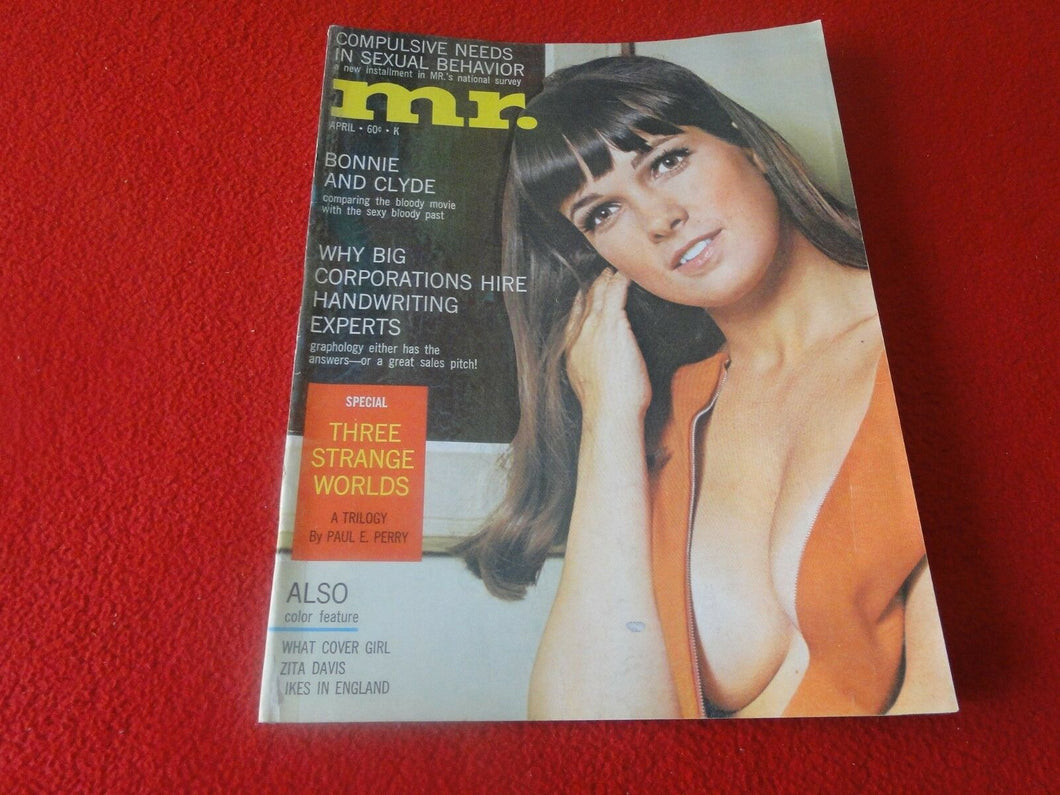 COMPULSIVE NEEDS
IN SEXUAL BEHAVIOR
a new installment in MR.'s national survey
mr.
APRIL • 60¢ • K
BONNIE
AND CLYDE
comparing the bloody movie
with the sexy bloody past
WHY BIG
CORPORATIONS HIRE
HANDWRITING
EXPERTS
graphology either has the
answers—or a great sales pitch!
SPECIAL
THREE
STRANGE
WORLDS
A TRILOGY
By PAUL E. PERRY
ALSO
color feature
WHAT COVER GIRL
ZITA DAVIS
IKES IN ENGLAND